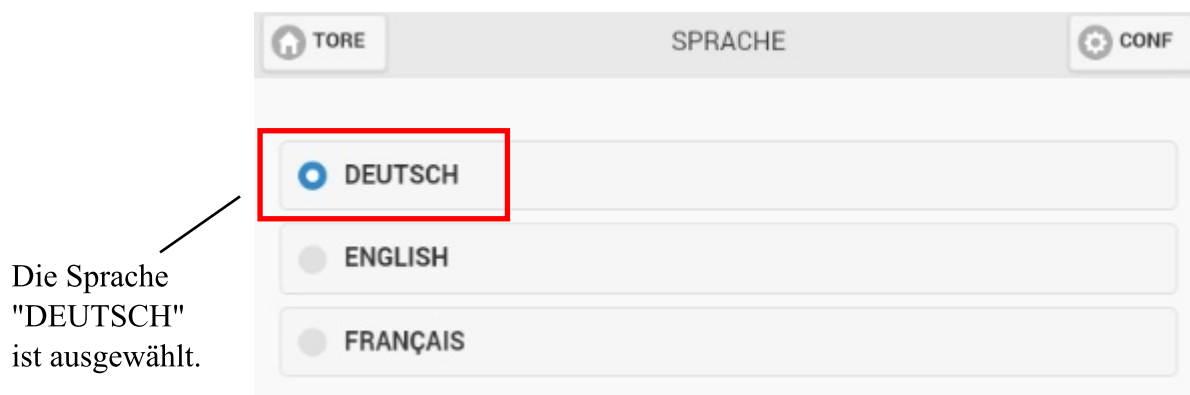 TORE SPRACHE CONF
DEUTSCH
ENGLISH
FRANÇAIS
Die Sprache
"DEUTSCH"
ist ausgewählt.